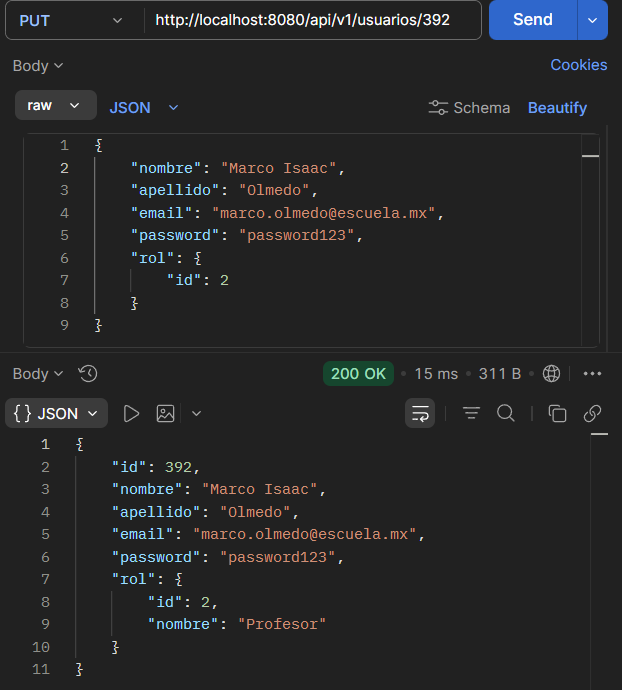 PUT http://localhost:8080/api/v1/usuarios/392 Send
Body Cookies
raw JSON Schema Beautify
1 {
2 "nombre": "Marco Isaac",
3 "apellido": "Olmedo",
4 "email": "marco.olmedo@escuela.mx",
5 "password": "password123",
6 "rol": {
7 "id": 2
8 }
9 }
Body 200 OK • 15 ms • 311 B •
{} JSON
1 {
2 "id": 392,
3 "nombre": "Marco Isaac",
4 "apellido": "Olmedo",
5 "email": "marco.olmedo@escuela.mx",
6 "password": "password123",
7 "rol": {
8 "id": 2,
9 "nombre": "Profesor"
10 }
11 }